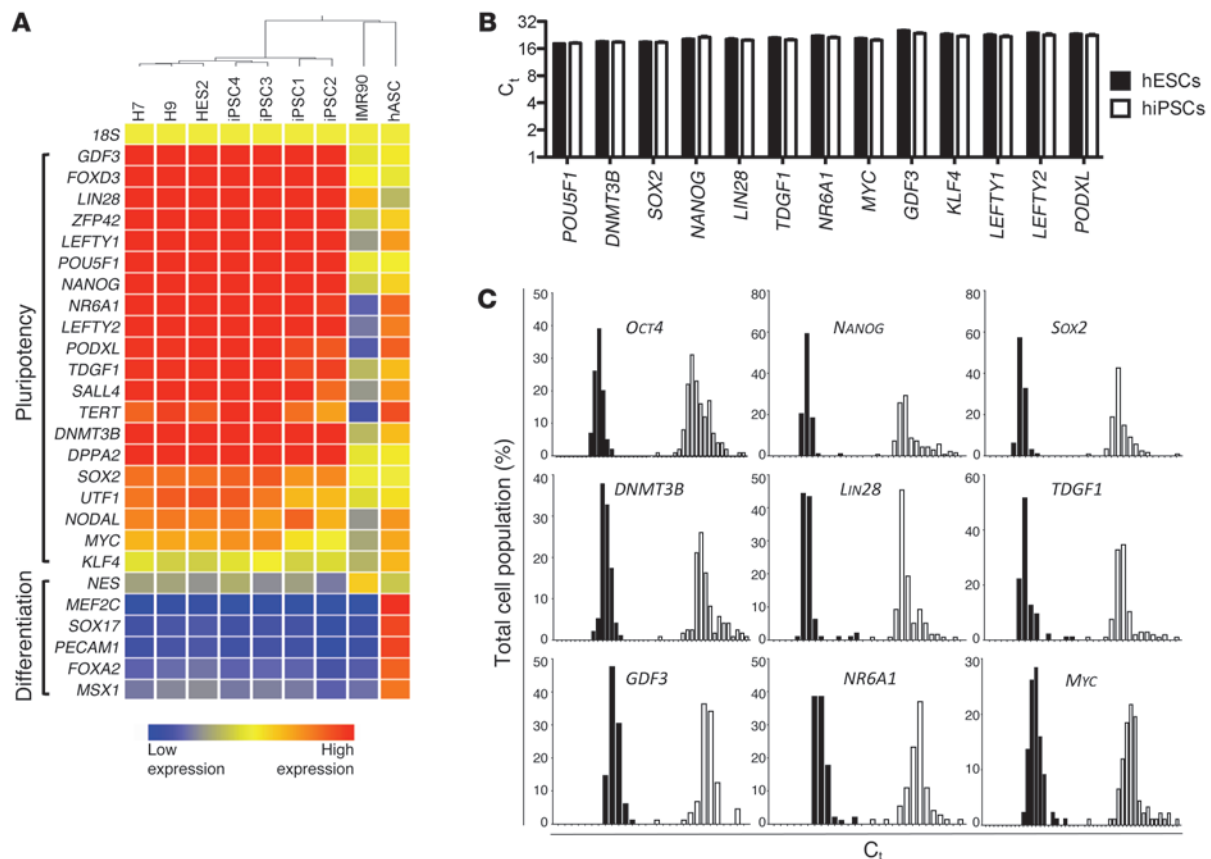 A
H7
H9
HES2
iPSC4
iPSC3
iPSC1
iPSC2
IMR90
hASC
18S
GDF3
FOXD3
LIN28
ZFP42
LEFTY1
POU5F1
NANOG
NR6A1
LEFTY2
PODXL
TDGF1
SALL4
TERT
DNMT3B
DPPA2
SOX2
UTF1
NODAL
MYC
KLF4
NES
MEF2C
SOX17
PECAM1
FOXA2
MSX1
Pluripotency
Differentiation
Low
expression
High
expression
B
Ct
32
16
8
4
2
1
POU5F1
DNMT3B
SOX2
NANOG
LIN28
TDGF1
NR6A1
MYC
GDF3
KLF4
LEFTY1
LEFTY2
PODXL
hESCs
hiPSCs
C
Total cell population (%)
50
40
30
20
10
0
OCT4
80
60
40
20
0
NANOG
80
60
40
20
0
SOX2
40
30
20
10
0
DNMT3B
50
40
30
20
10
0
LIN28
60
40
20
0
TDGF1
50
40
30
20
10
0
GDF3
50
40
30
20
10
0
NR6A1
30
20
10
0
MYC
Ct